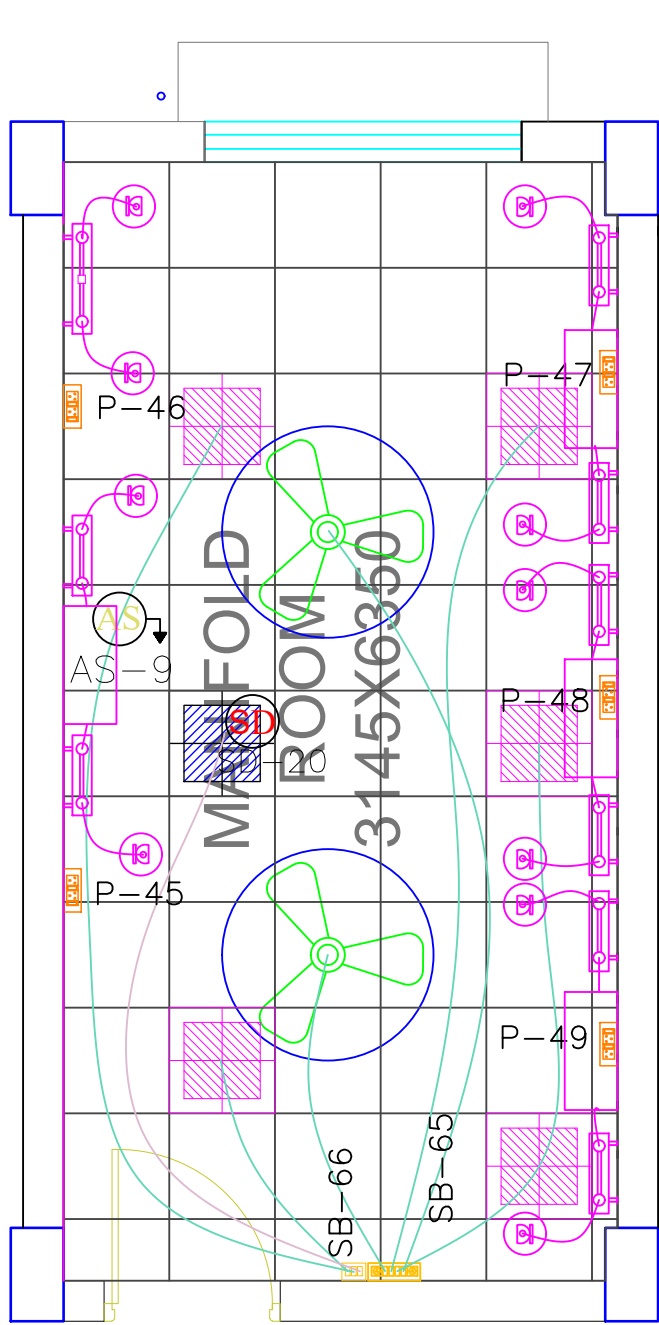 P-47
P-46
AS
AS-9
MANIFOLD
ROOM
3145X6350
P-48
SD
SD-20
P-45
P-49
SB-66
SB-65